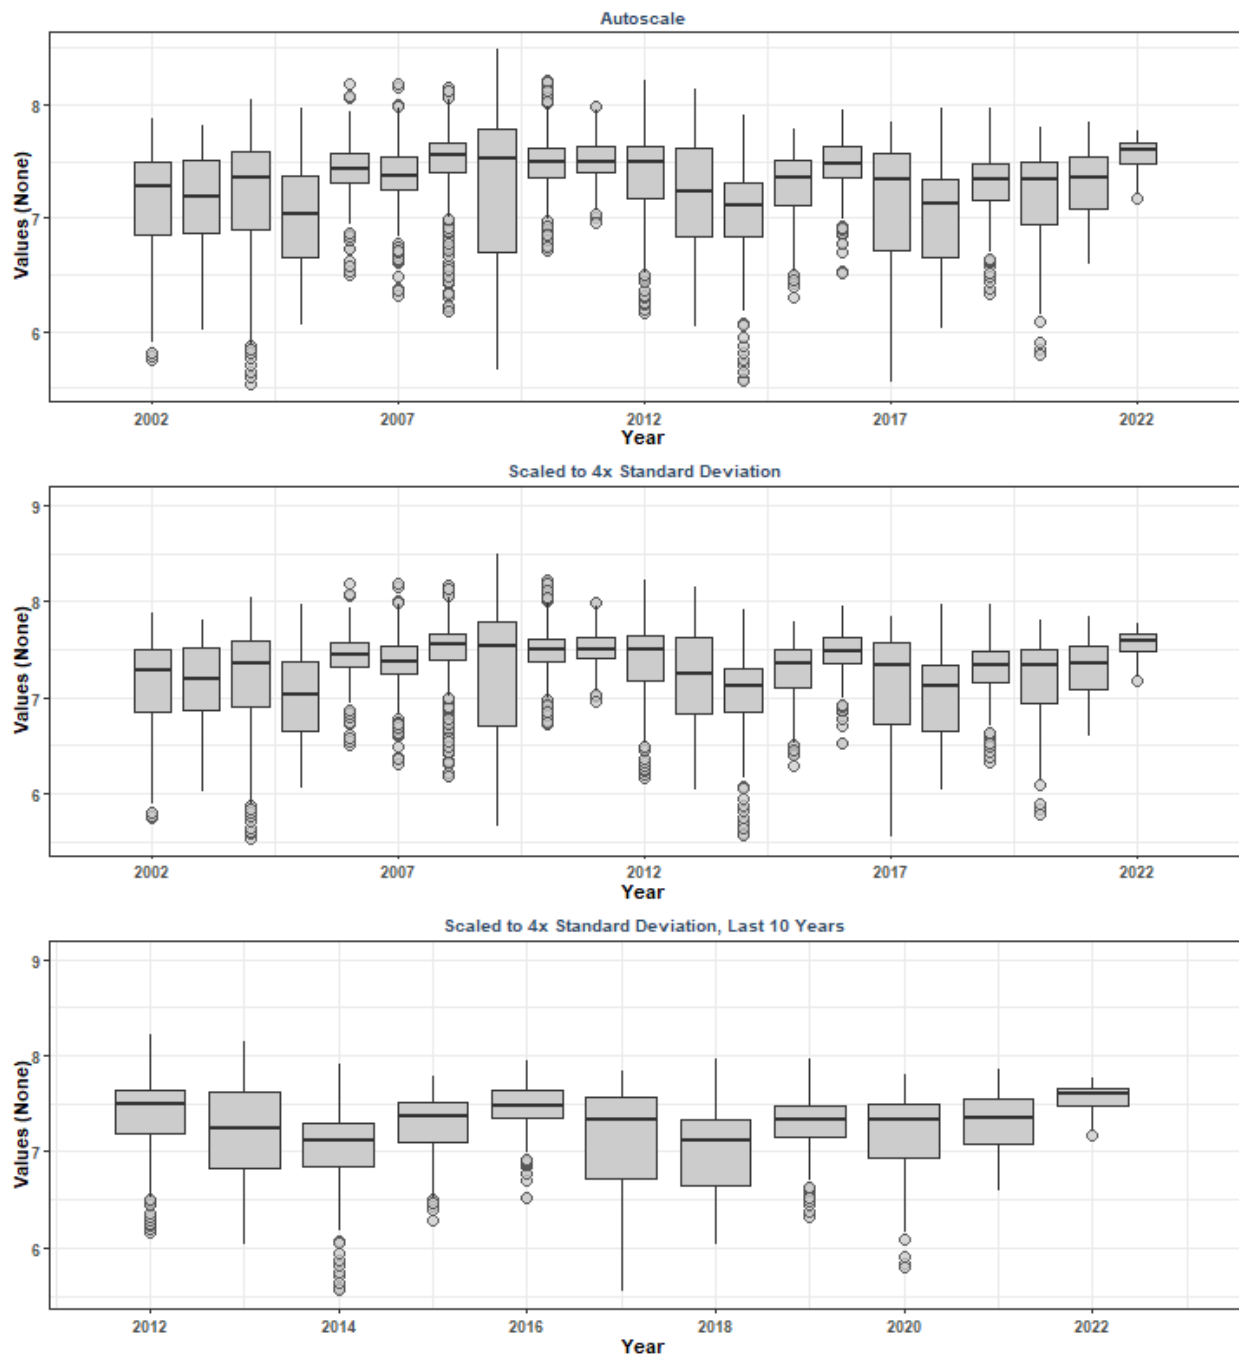 Autoscale
Values (None)
8
7
6
2002 2007 2012 2017 2022
Year
Scaled to 4x Standard Deviation
Values (None)
9
8
7
6
2002 2007 2012 2017 2022
Year
Scaled to 4x Standard Deviation, Last 10 Years
Values (None)
9
8
7
6
2012 2014 2016 2018 2020 2022
Year